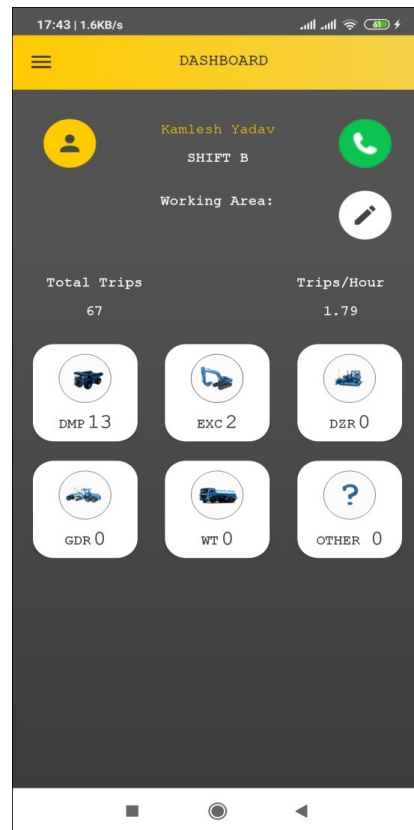 17:43 | 1.6KB/s 61
DASHBOARD
Kamlesh Yadav
SHIFT B
Working Area:
Total Trips Trips/Hour
67 1.79
DMP 13 EXC 2 DZR 0
?
GDR 0 WT 0 OTHER 0